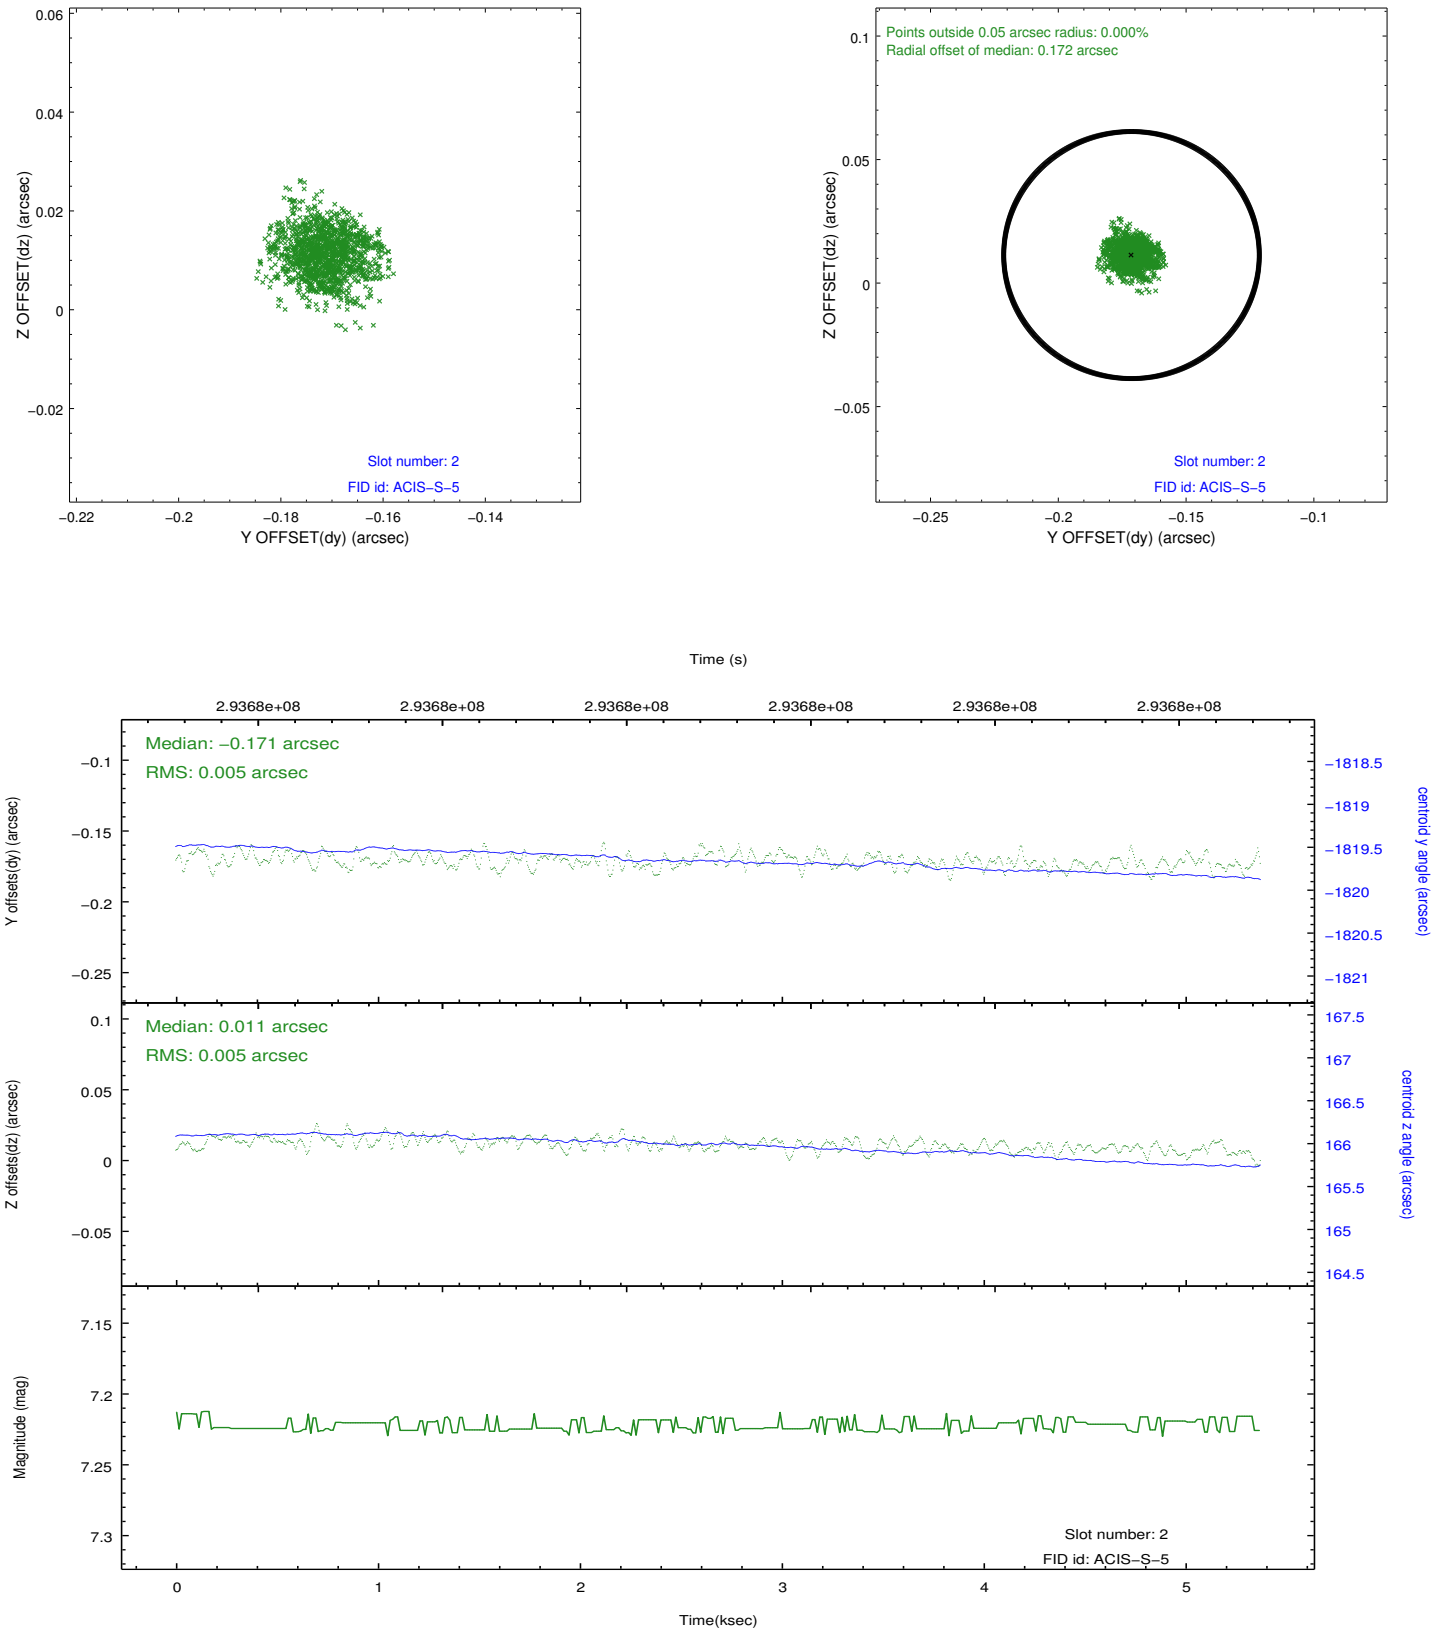 0.06
0.04
0.02
0
−0.02
Z OFFSET(dz) (arcsec)
Slot number: 2
FID id: ACIS−S−5
−0.22
−0.2
−0.18
−0.16
−0.14
Y OFFSET(dy) (arcsec)
Points outside 0.05 arcsec radius: 0.000%
Radial offset of median: 0.172 arcsec
0.1
0.05
0
−0.05
Z OFFSET(dz) (arcsec)
Slot number: 2
FID id: ACIS−S−5
−0.25
−0.2
−0.15
−0.1
Y OFFSET(dy) (arcsec)
Time (s)
2.9368e+08
2.9368e+08
2.9368e+08
2.9368e+08
2.9368e+08
2.9368e+08
Median: −0.171 arcsec
RMS: 0.005 arcsec
−0.1
−0.15
−0.2
−0.25
Y offsets(dy) (arcsec)
−1818.5
−1819
−1819.5
−1820
−1820.5
−1821
centroid y angle (arcsec)
Median: 0.011 arcsec
RMS: 0.005 arcsec
0.1
0.05
0
−0.05
Z offsets(dz) (arcsec)
167.5
167
166.5
166
165.5
165
164.5
centroid z angle (arcsec)
7.15
7.2
7.25
7.3
Magnitude (mag)
Slot number: 2
FID id: ACIS−S−5
0
1
2
3
4
5
Time(ksec)